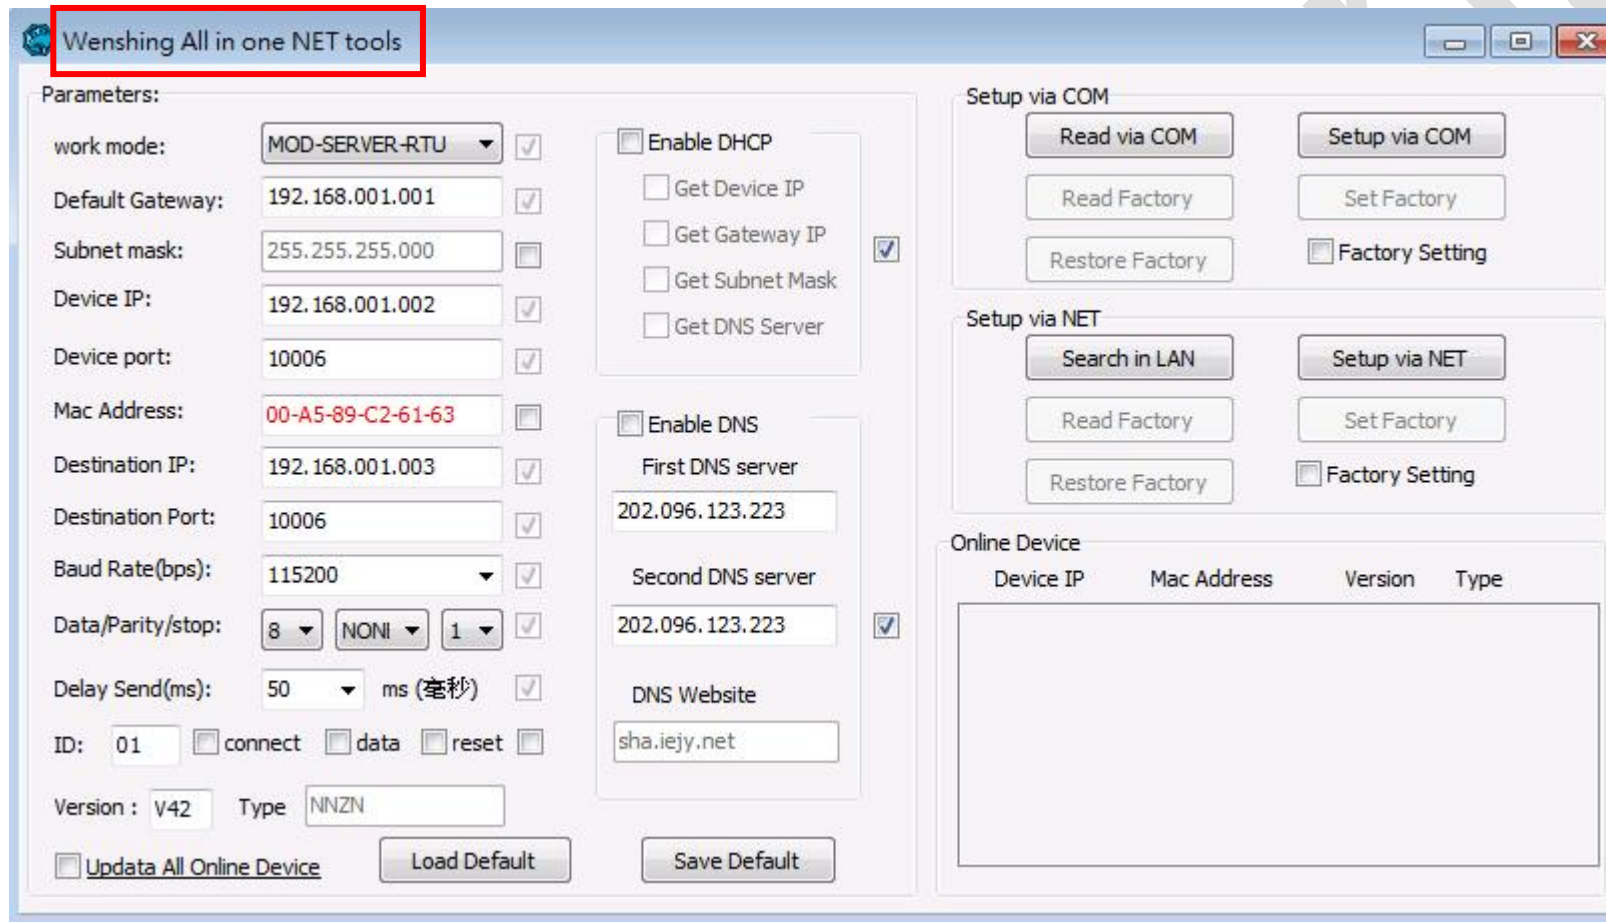 Wenshing All in one NET tools
Parameters:
work mode: MOD-SERVER-RTU
Default Gateway: 192.168.001.001
Subnet mask: 255.255.255.000
Device IP: 192.168.001.002
Device port: 10006
Mac Address: 00-A5-89-C2-61-63
Destination IP: 192.168.001.003
Destination Port: 10006
Baud Rate(bps): 115200
Data/Parity/stop: 8 NONI 1
Delay Send(ms): 50 ms (毫秒)
ID: 01 connect data reset
Version : V42 Type NNZN
Updata All Online Device Load Default Save Default
Enable DHCP
Get Device IP
Get Gateway IP
Get Subnet Mask
Get DNS Server
Enable DNS
First DNS server
202.096.123.223
Second DNS server
202.096.123.223
DNS Website
sha.iejy.net
Setup via COM
Read via COM Setup via COM
Read Factory Set Factory
Restore Factory Factory Setting
Setup via NET
Search in LAN Setup via NET
Read Factory Set Factory
Restore Factory Factory Setting
Online Device
Device IP Mac Address Version Type